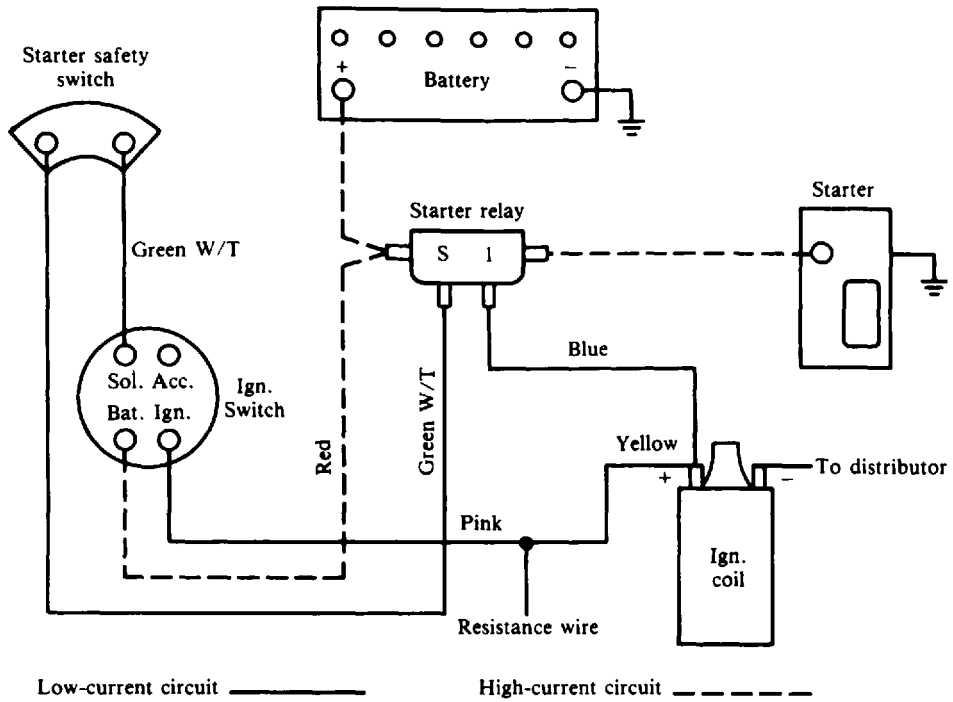 Starter safety
switch
+
Battery
–
Starter
Starter relay
S 1
Green W/T
Blue
Sol. Acc.
Bat. Ign.
Ign.
Switch
Red
Green W/T
Yellow
+
–
To distributor
Pink
Ign.
coil
Resistance wire
Low-current circuit
High-current circuit